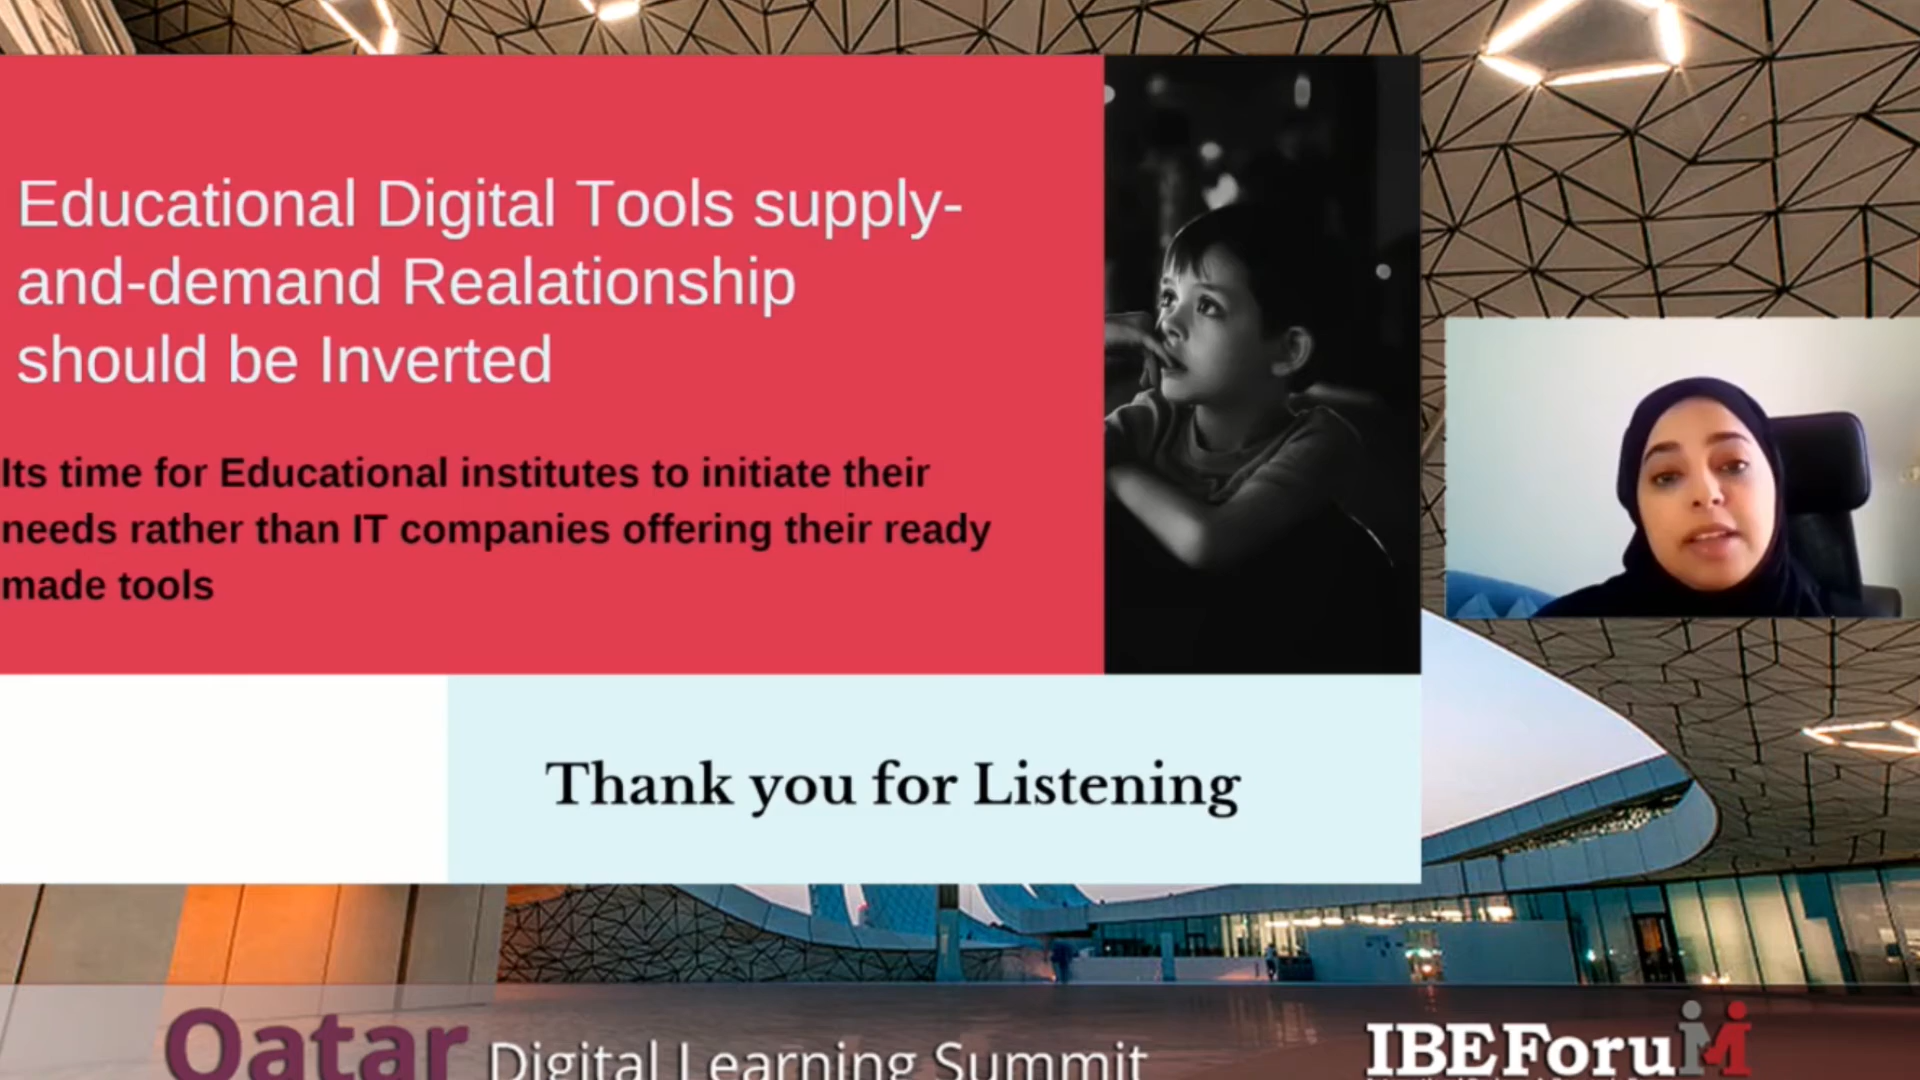 Educational Digital Tools supply-
and-demand Realationship
should be Inverted
Its time for Educational institutes to initiate their
needs rather than IT companies offering their ready
made tools
Thank you for Listening
Qatar Digital Learning Summit
IBEForuM